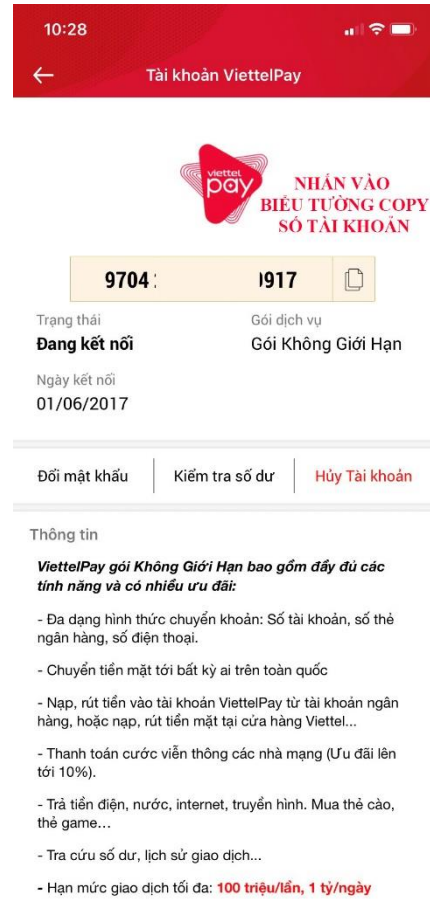 10:28
Tài khoản ViettelPay
viettel
pay
NHẤN VÀO
BIỂU TƯỜNG COPY
SỐ TÀI KHOẢN
9704 0917
Trạng thái Gói dịch vụ
Đang kết nối Gói Không Giới Hạn
Ngày kết nối
01/06/2017
Đổi mật khẩu Kiểm tra số dư Hủy Tài khoản
Thông tin
ViettelPay gói Không Giới Hạn bao gồm đầy đủ các
tính năng và có nhiều ưu đãi:
- Đa dạng hình thức chuyển khoản: Số tài khoản, số thẻ
ngân hàng, số điện thoại.
- Chuyển tiền mặt tới bất kỳ ai trên toàn quốc
- Nạp, rút tiền vào tài khoản ViettelPay từ tài khoản ngân
hàng, hoặc nạp, rút tiền mặt tại cửa hàng Viettel...
- Thanh toán cước viễn thông các nhà mạng (Ưu đãi lên
tới 10%).
- Trả tiền điện, nước, internet, truyền hình. Mua thẻ cào,
thẻ game...
- Tra cứu số dư, lịch sử giao dịch...
- Hạn mức giao dịch tối đa: 100 triệu/lần, 1 tỷ/ngày